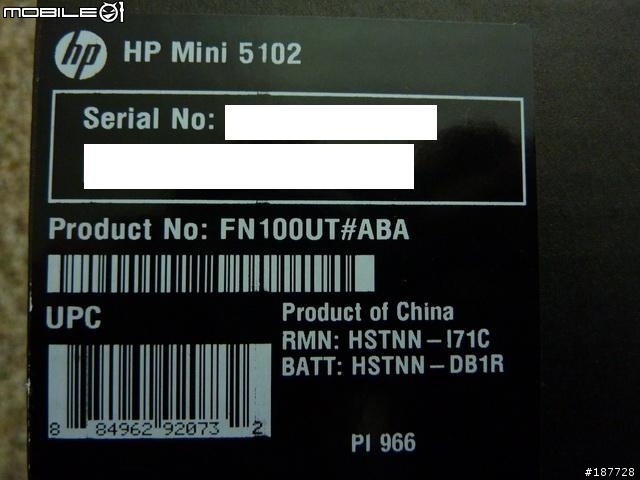 MOBILE01
hp HP Mini 5102
Serial No:
Product No: FN100UT#ABA
UPC
Product of China
RMN: HSTNN-I71C
BATT: HSTNN-DB1R
8 84962 92073 2
PI 966
#187728